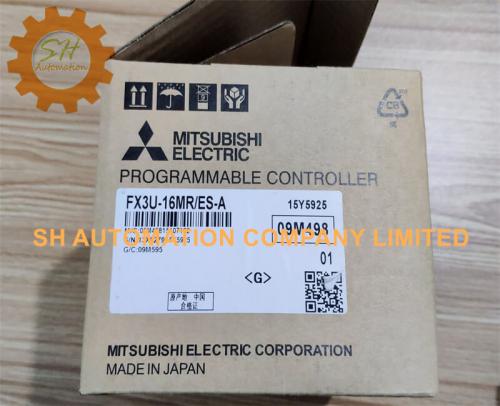 SH
Automation
MITSUBISHI
ELECTRIC
PROGRAMMABLE CONTROLLER
FX3U-16MR/ES-A
15Y5925
09M498
SH AUTOMATION COMPANY LIMITED
G/C:09M595
01
<G>
原产地 中国
合格证
MITSUBISHI ELECTRIC CORPORATION
MADE IN JAPAN